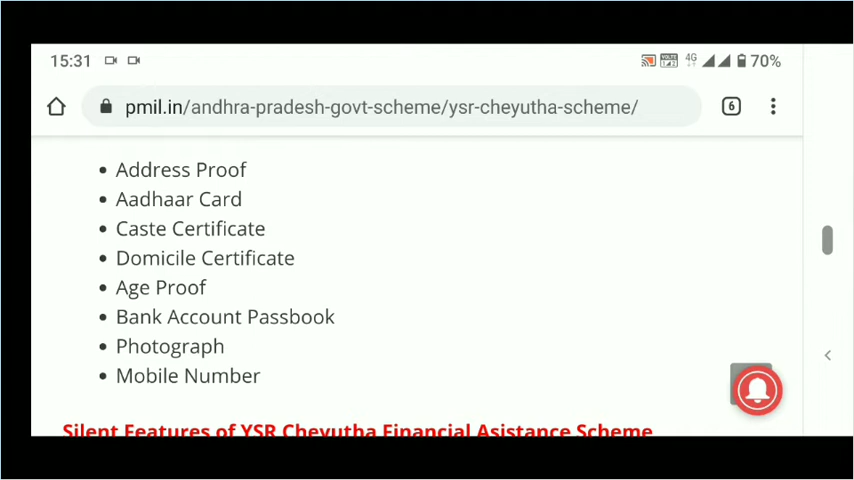 15:31
4G
70%
pmil.in/andhra-pradesh-govt-scheme/ysr-cheyutha-scheme/
6
Address Proof
Aadhaar Card
Caste Certificate
Domicile Certificate
Age Proof
Bank Account Passbook
Photograph
Mobile Number
Silent Features of YSR Cheyutha Financial Asistance Scheme